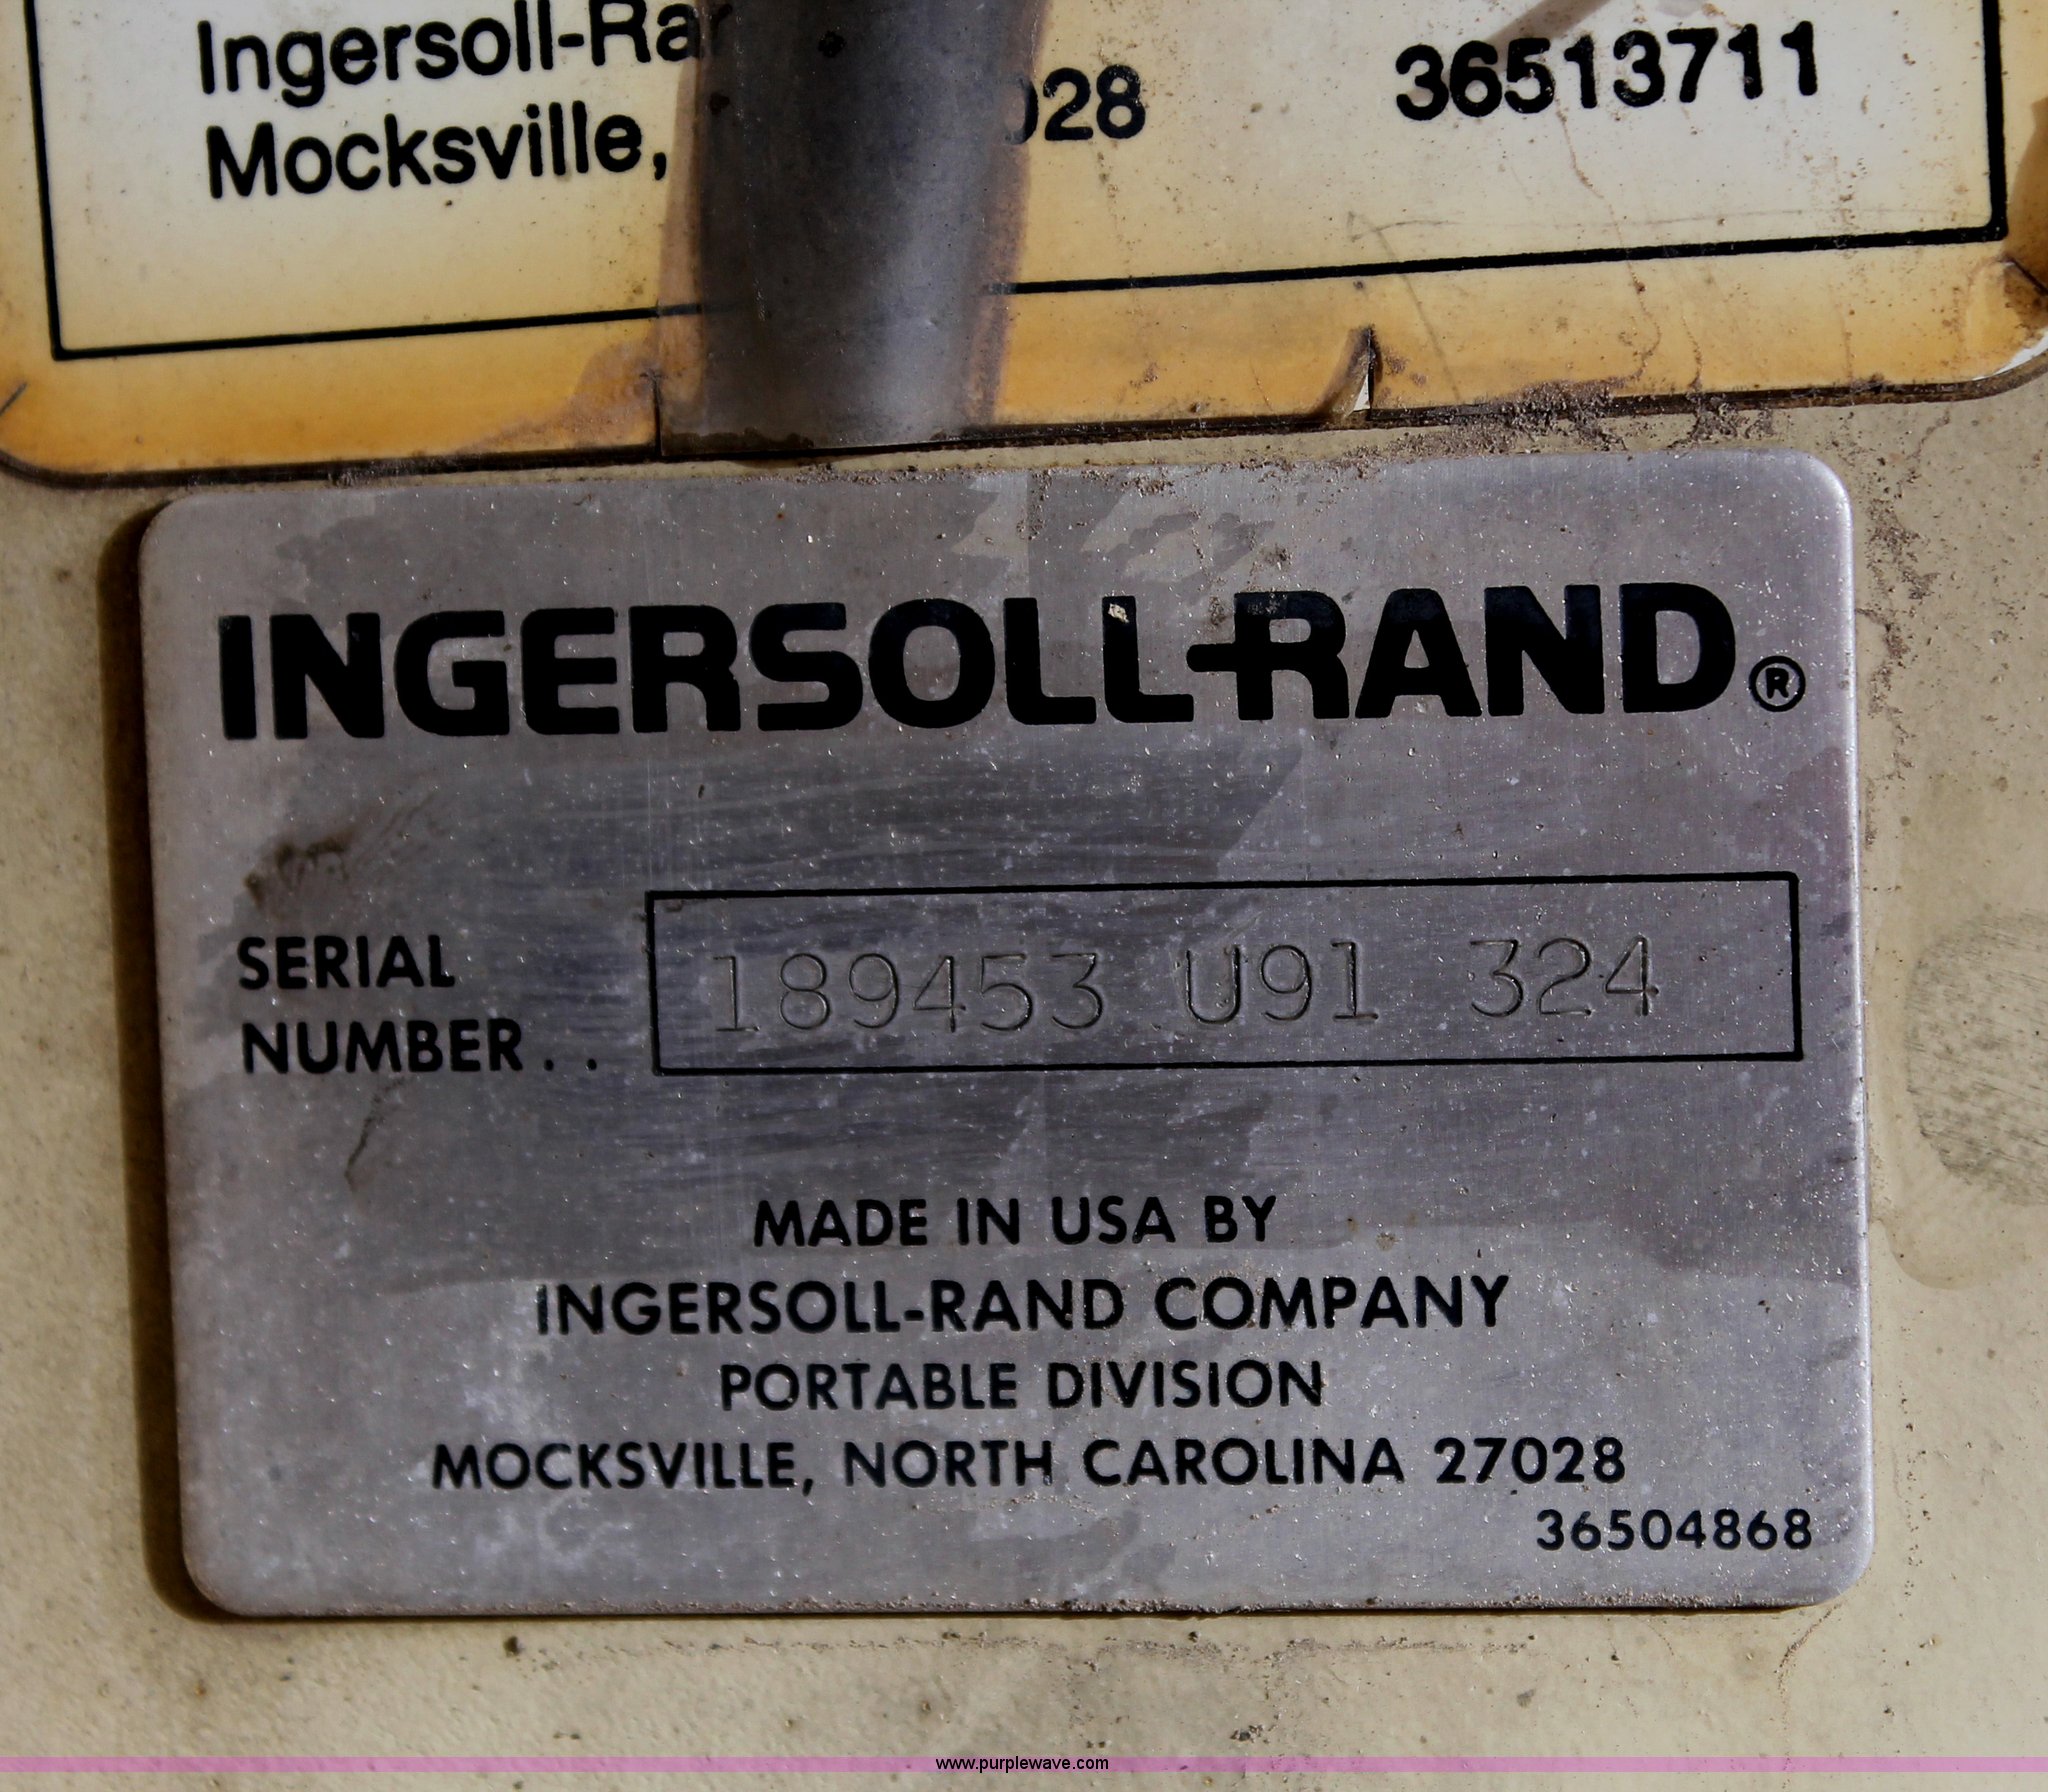 Ingersoll-Ra
Mocksville, 028 36513711
INGERSOLL-RAND®
SERIAL
NUMBER.. 189453 U91 324
MADE IN USA BY
INGERSOLL-RAND COMPANY
PORTABLE DIVISION
MOCKSVILLE, NORTH CAROLINA 27028
36504868
www.purplewave.com